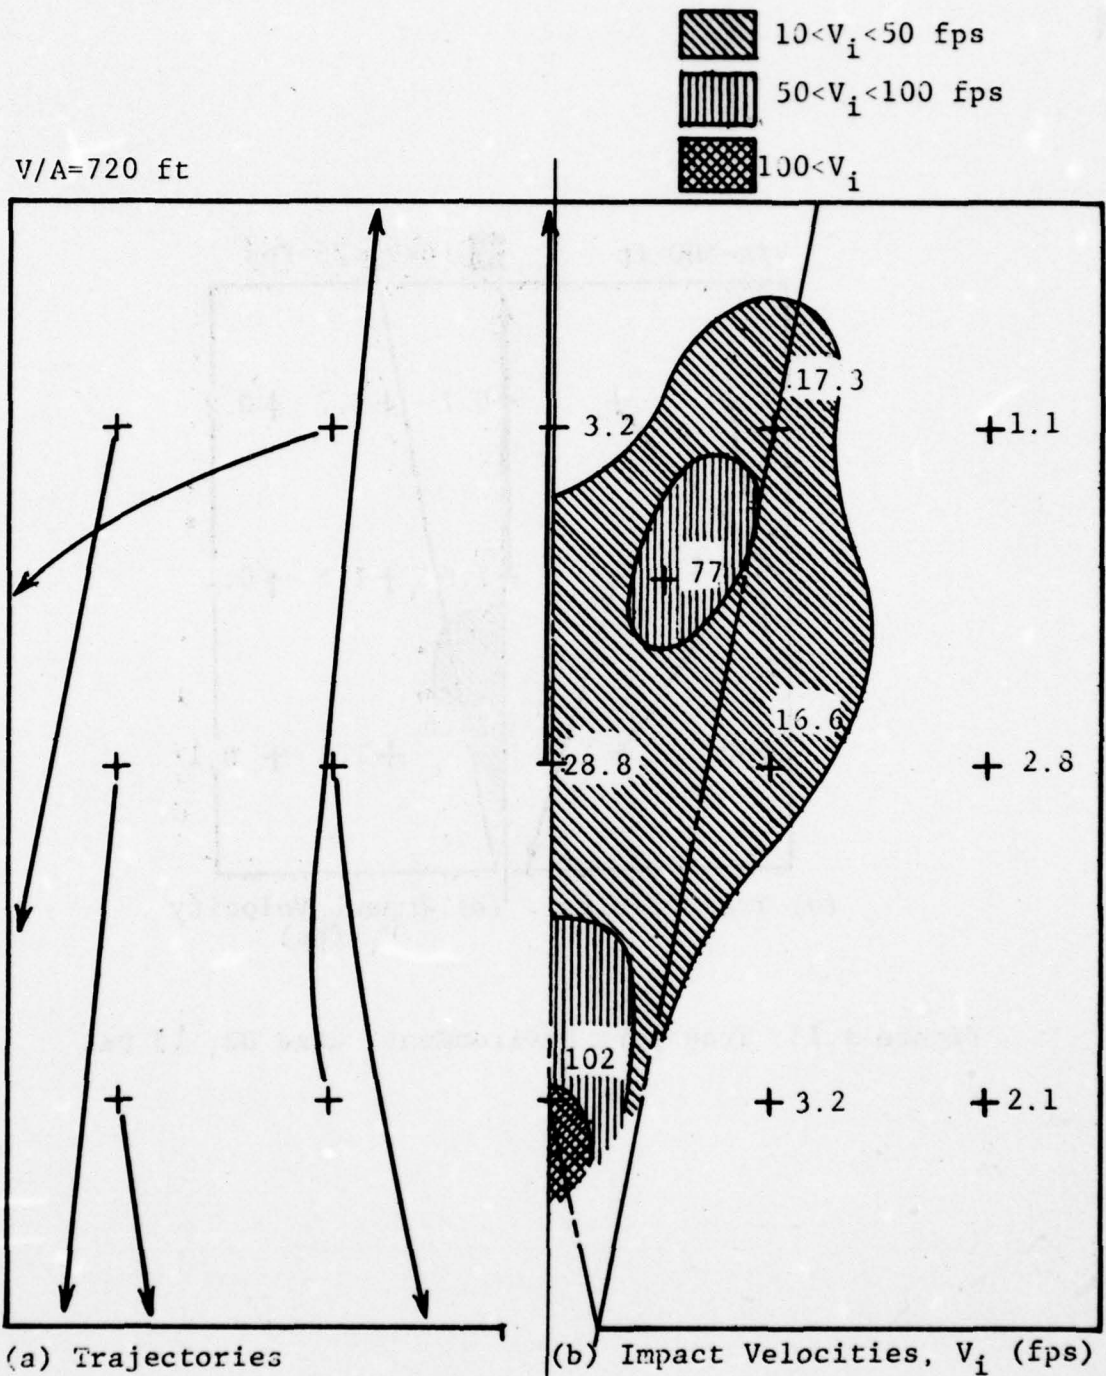 10<Vi<50 fps
50<Vi<100 fps
100<Vi
V/A=720 ft
17.3
3.2
1.1
77
16.6
28.8
2.8
102
3.2
2.1
(a) Trajectories
(b) Impact Velocities, Vi (fps)